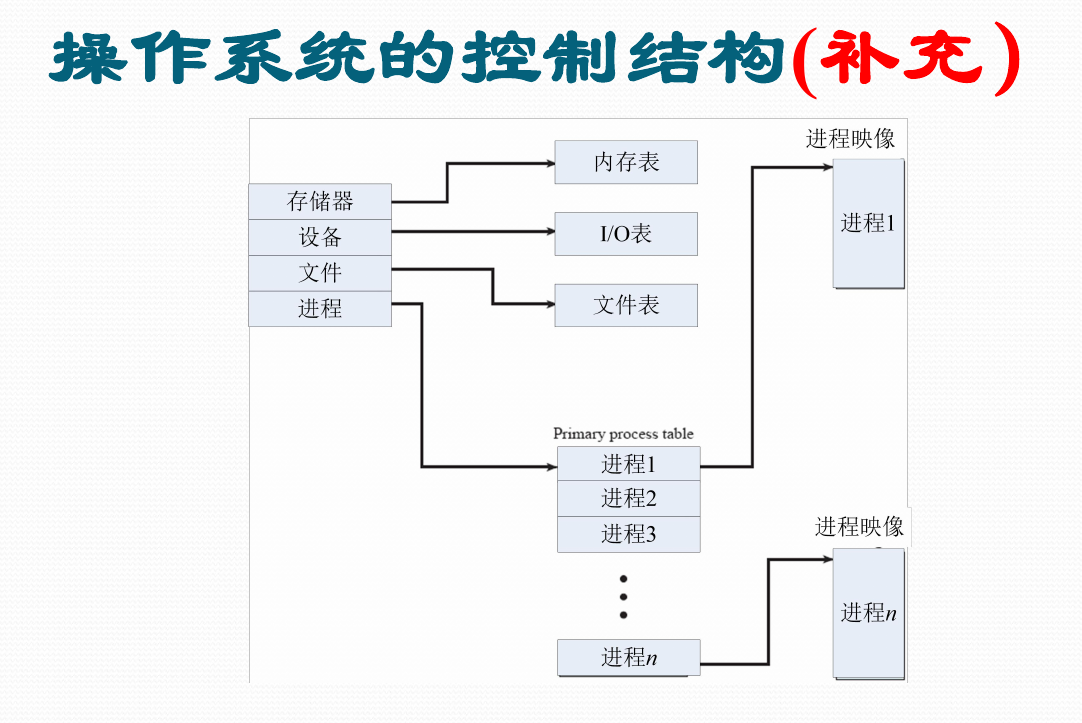 操作系统的控制结构(补充)
存储器
设备
文件
进程
内存表
I/O表
文件表
Primary process table
进程1
进程2
进程3
进程n
进程映像
进程1
进程映像
进程n